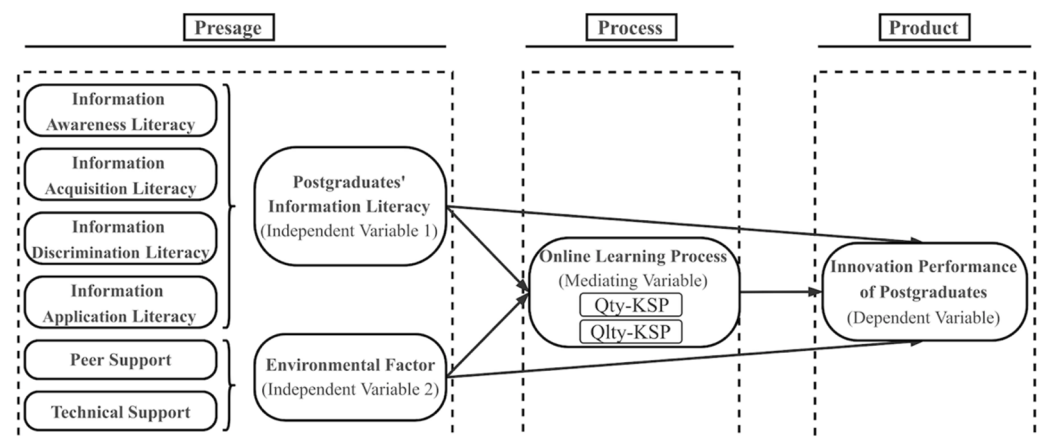 Presage
Process
Product
Information
Awareness Literacy
Information
Acquisition Literacy
Information
Discrimination Literacy
Information
Application Literacy
Peer Support
Technical Support
Postgraduates'
Information Literacy
(Independent Variable 1)
Environmental Factor
(Independent Variable 2)
Online Learning Process
(Mediating Variable)
Qty-KSP
Qlty-KSP
Innovation Performance
of Postgraduates
(Dependent Variable)